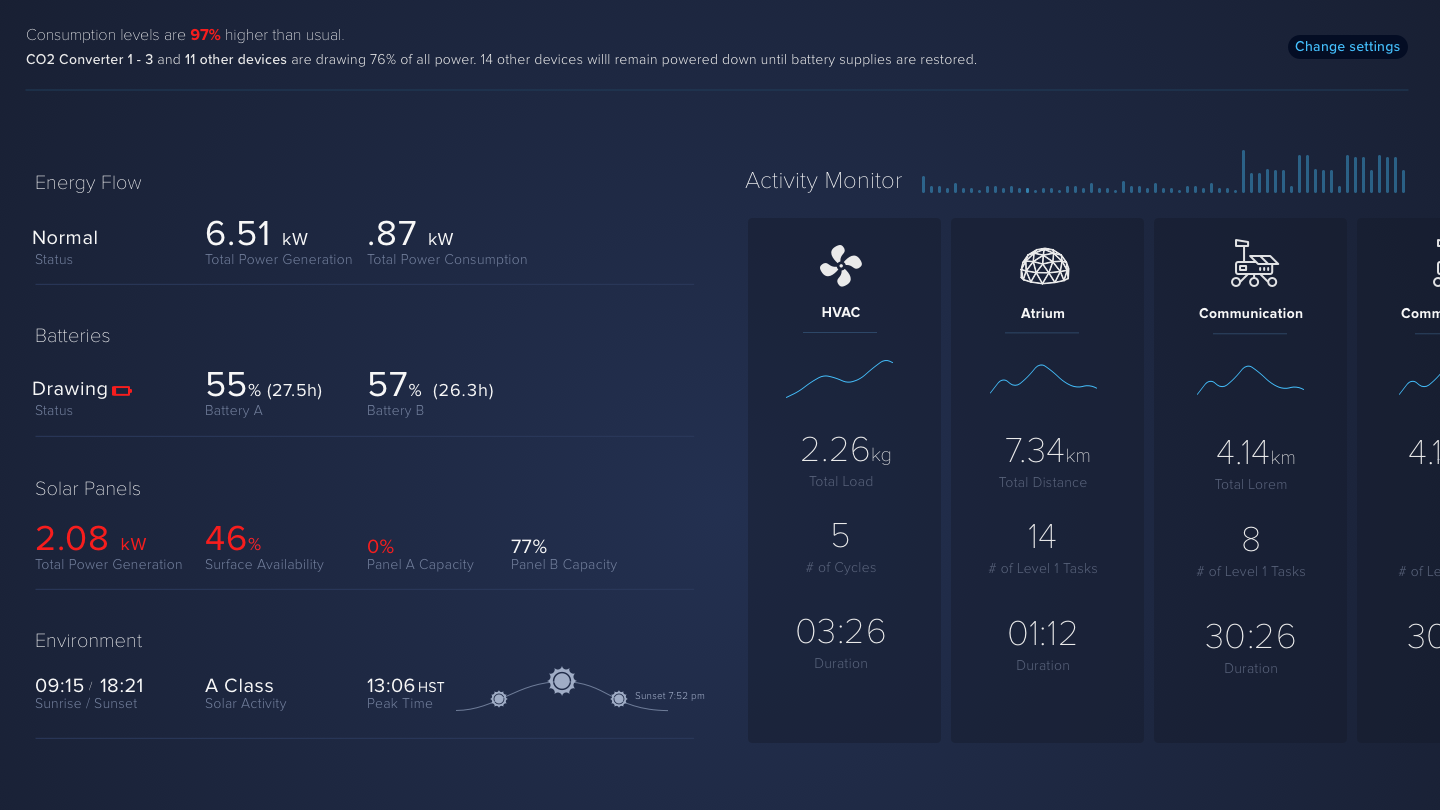 Consumption levels are 97% higher than usual.
CO2 Converter 1 - 3 and 11 other devices are drawing 76% of all power. 14 other devices willl remain powered down until battery supplies are restored.
Change settings
Energy Flow
Normal
Status
6.51 kW
Total Power Generation
.87 kW
Total Power Consumption
Batteries
Drawing
Status
55% (27.5h)
Battery A
57% (26.3h)
Battery B
Solar Panels
2.08 kW
Total Power Generation
46%
Surface Availability
0%
Panel A Capacity
77%
Panel B Capacity
Environment
09:15 / 18:21
Sunrise / Sunset
A Class
Solar Activity
13:06 HST
Peak Time
Sunset 7:52 pm
Activity Monitor
HVAC
2.26kg
Total Load
5
# of Cycles
03:26
Duration
Atrium
7.34km
Total Distance
14
# of Level 1 Tasks
01:12
Duration
Communication
4.14km
Total Lorem
8
# of Level 1 Tasks
30:26
Duration
Comm
4.1
# of Le
30